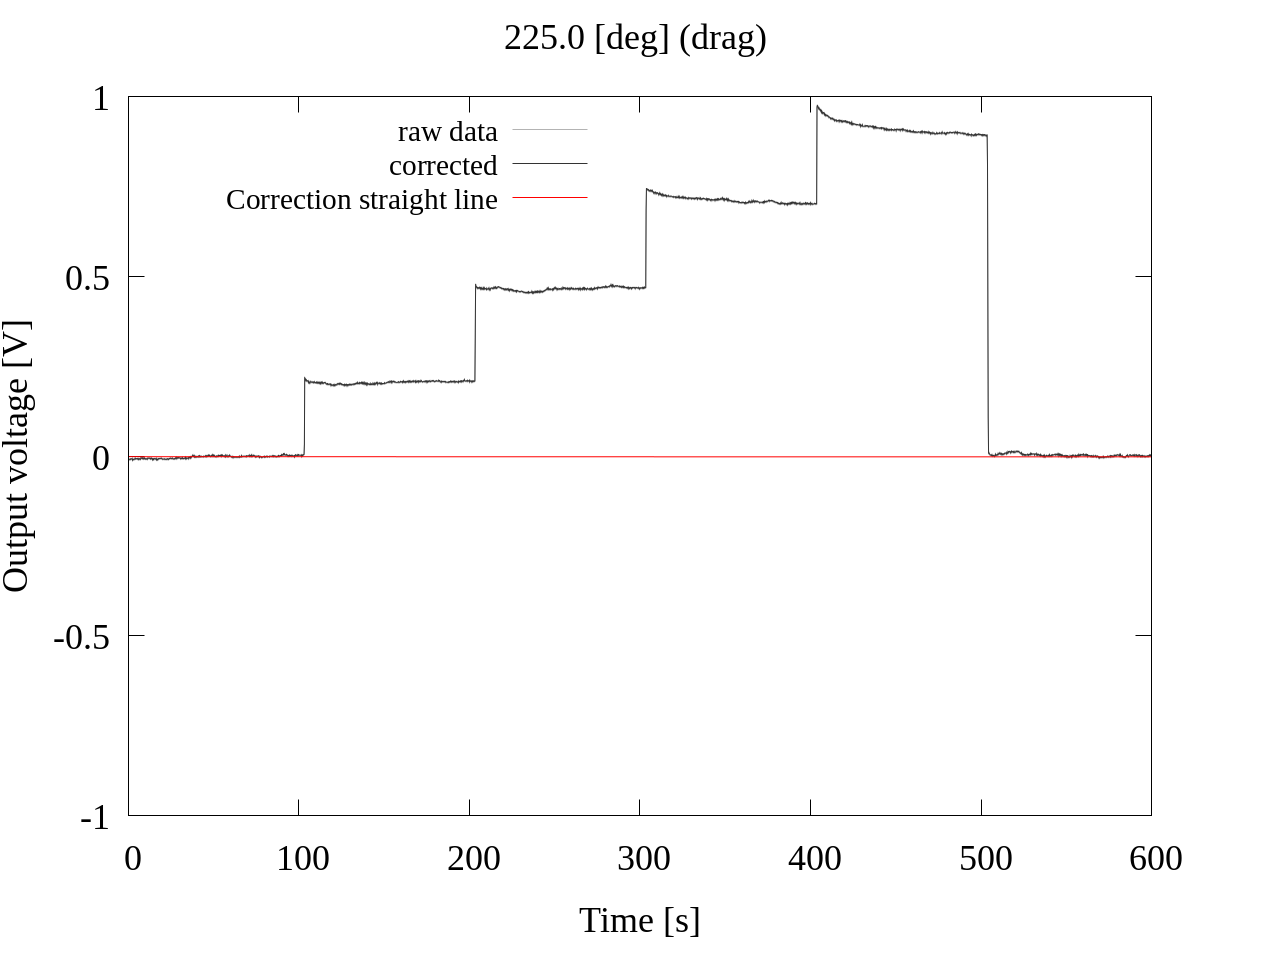 225.0 [deg] (drag)
1
raw data
corrected
Correction straight line
0.5
0
-0.5
-1
Output voltage [V]
0 100 200 300 400 500 600
Time [s]